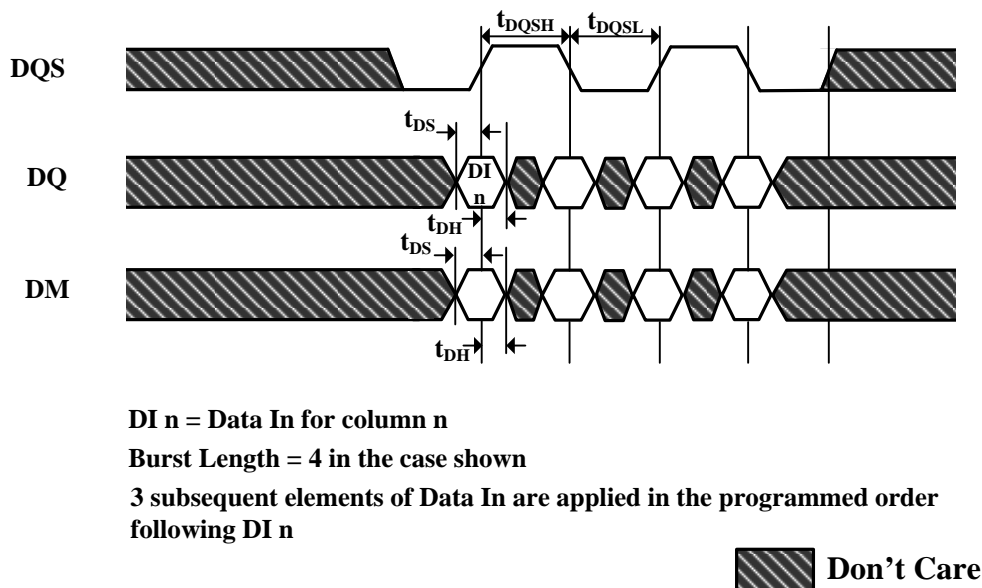 tDQSH tDQSL
DQS
tDS
DQ
DI
n
tDH
tDS
DM
tDH
DI n = Data In for column n
Burst Length = 4 in the case shown
3 subsequent elements of Data In are applied in the programmed order
following DI n
Don't Care